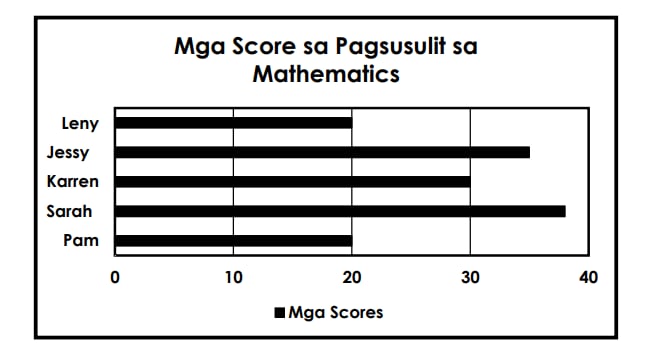 Mga Score sa Pagsusulit sa
Mathematics
Leny
Jessy
Karren
Sarah
Pam
0 10 20 30 40
Mga Scores